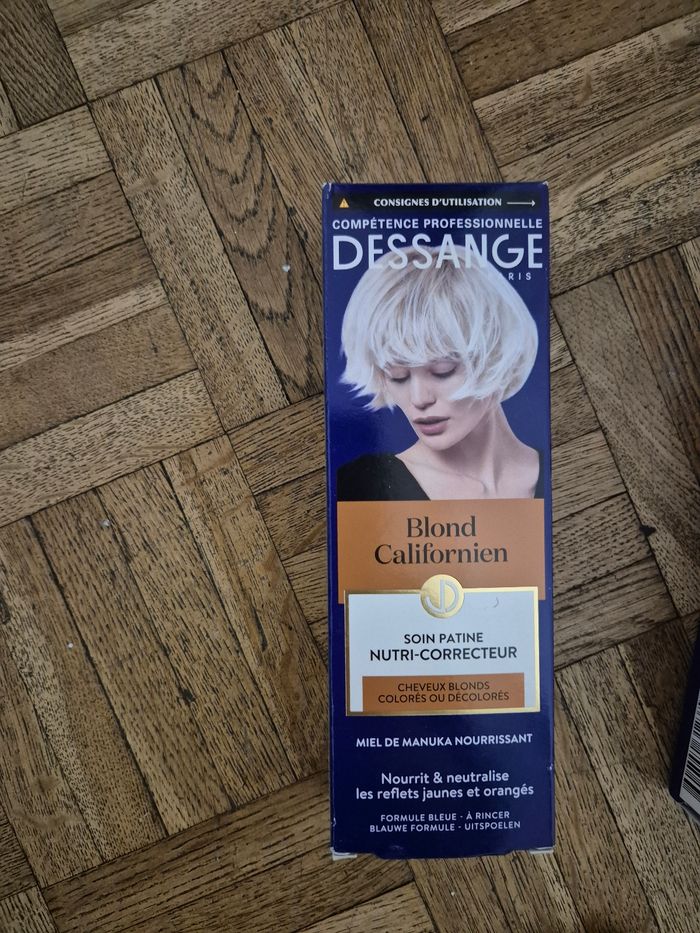 CONSIGNES D'UTILISATION
COMPÉTENCE PROFESSIONNELLE
DESSANGE
Blond
Californien
JD
SOIN PATINE
NUTRI-CORRECTEUR
CHEVEUX BLONDS
COLORÉS OU DÉCOLORÉS
MIEL DE MANUKA NOURRISSANT
Nourrit & neutralise
les reflets jaunes et orangés
FORMULE BLEUE - À RINCER
BLAUWE FORMULE - UITSPOELEN